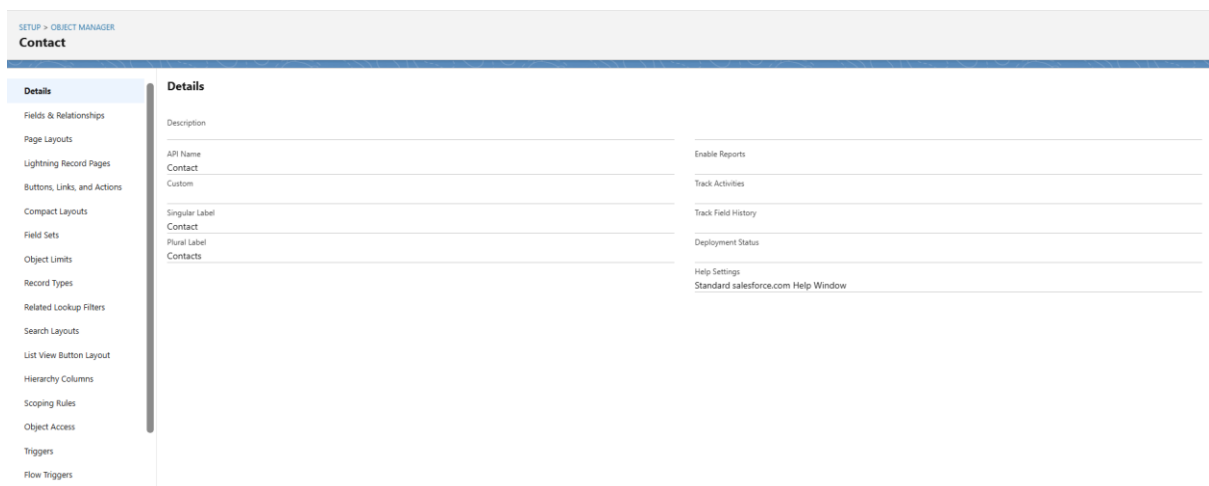 SETUP > OBJECT MANAGER
Contact
Details
Fields & Relationships
Page Layouts
Lightning Record Pages
Buttons, Links, and Actions
Compact Layouts
Field Sets
Object Limits
Record Types
Related Lookup Filters
Search Layouts
List View Button Layout
Hierarchy Columns
Scoping Rules
Object Access
Triggers
Flow Triggers
Details
Description
API Name
Contact
Custom
Singular Label
Contact
Plural Label
Contacts
Enable Reports
Track Activities
Track Field History
Deployment Status
Help Settings
Standard salesforce.com Help Window